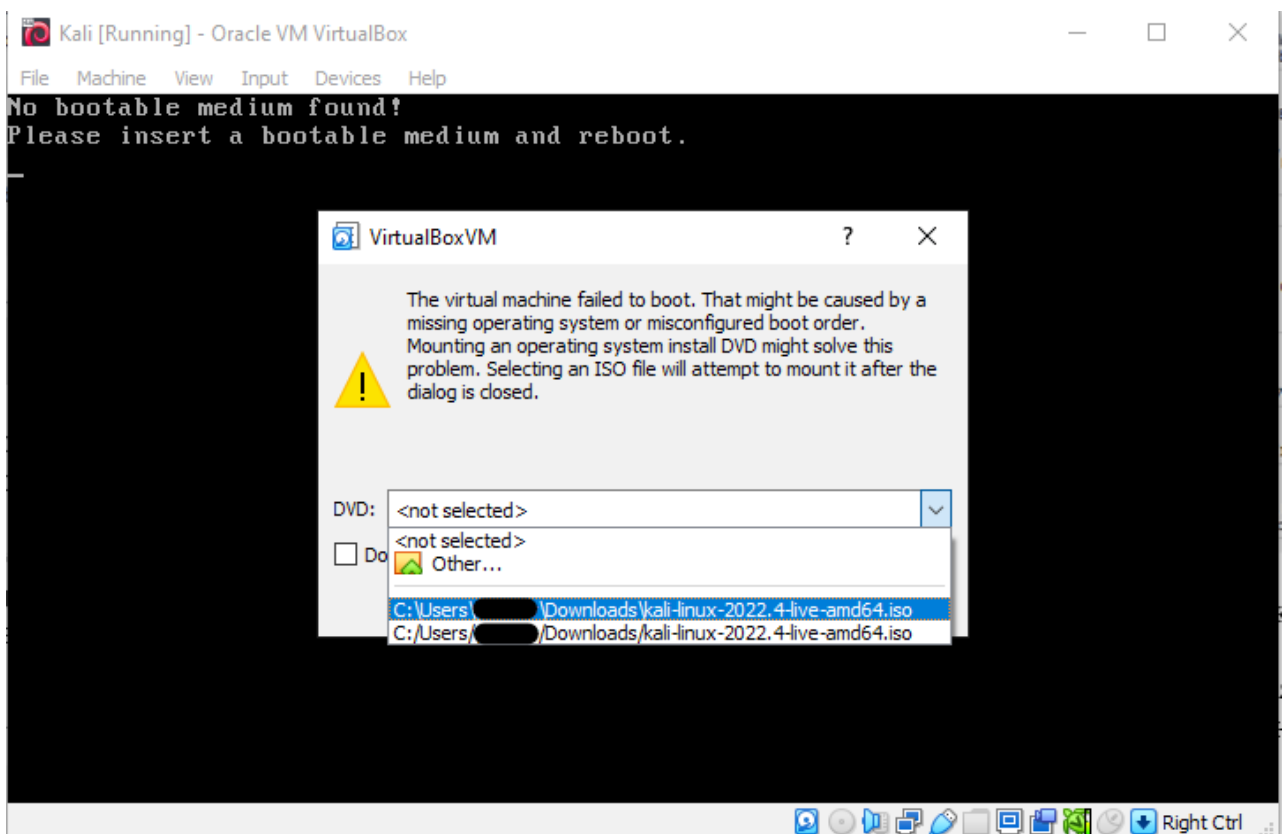 Kali [Running] - Oracle VM VirtualBox
File Machine View Input Devices Help
No bootable medium found!
Please insert a bootable medium and reboot.
VirtualBoxVM ?
The virtual machine failed to boot. That might be caused by a
missing operating system or misconfigured boot order.
Mounting an operating system install DVD might solve this
problem. Selecting an ISO file will attempt to mount it after the
dialog is closed.
DVD: <not selected>
<not selected>
Do
Other...
C:\Users\ \Downloads\kali-linux-2022.4-live-amd64.iso
C:/Users/ /Downloads/kali-linux-2022.4-live-amd64.iso
Right Ctrl